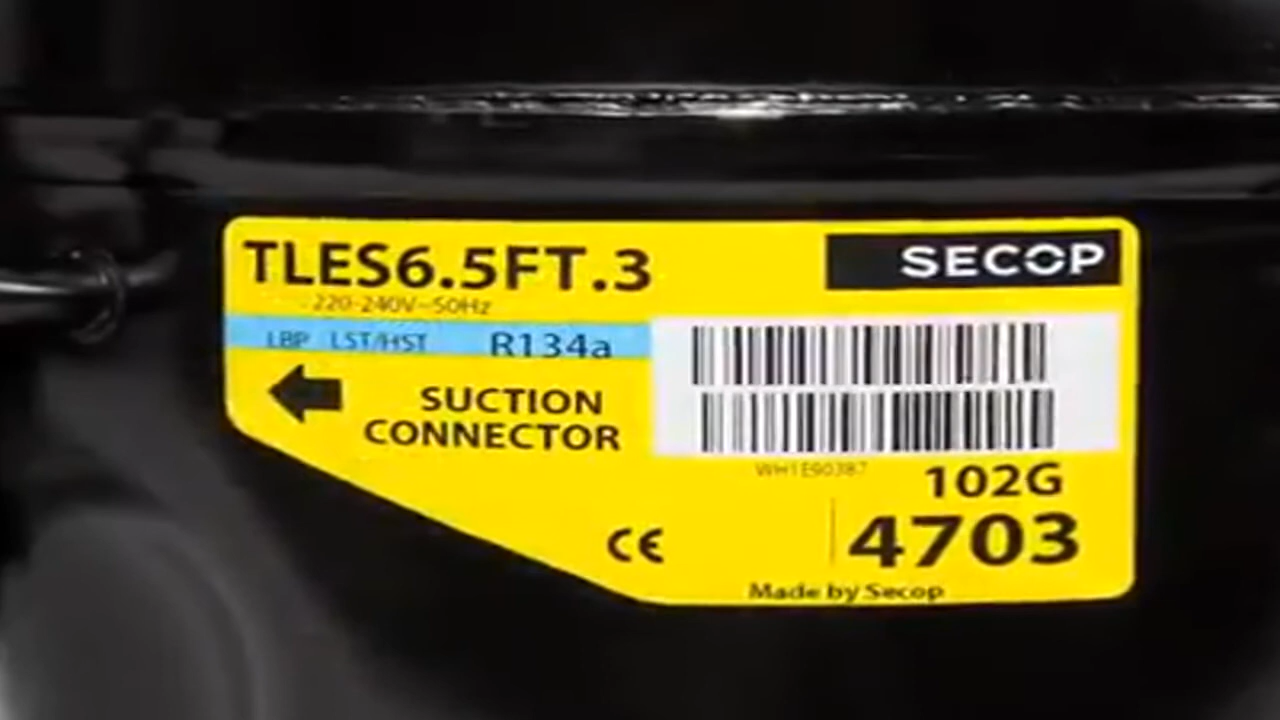 TLES6.5FT.3
SECOP
220-240V~50Hz
LBP LST/HST R134a
SUCTION
CONNECTOR
WH1E90387
102G
CE
4703
Made by Secop